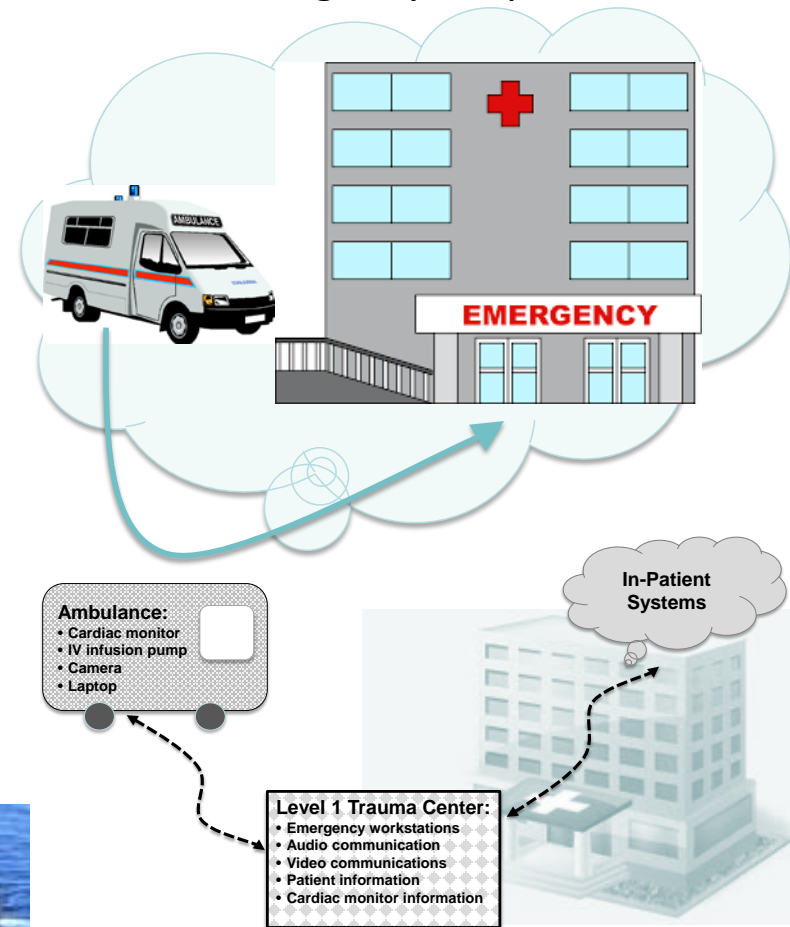 AMBULANCE
EMERGENCY
In-Patient
Systems
Ambulance:
• Cardiac monitor
• IV infusion pump
• Camera
• Laptop
Level 1 Trauma Center:
• Emergency workstations
• Audio communication
• Video communications
• Patient information
• Cardiac monitor information